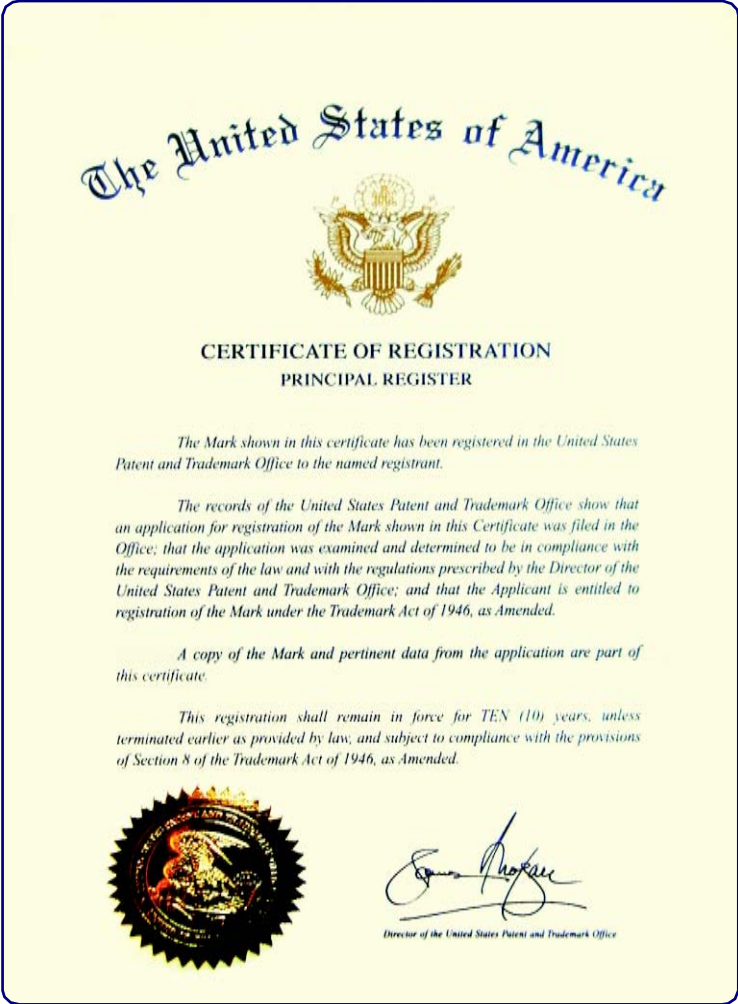 The United States of America
CERTIFICATE OF REGISTRATION
PRINCIPAL REGISTER
The Mark shown in this certificate has been registered in the United States
Patent and Trademark Office to the named registrant.
The records of the United States Patent and Trademark Office show that
an application for registration of the Mark shown in this Certificate was filed in the
Office; that the application was examined and determined to be in compliance with
the requirements of the law and with the regulations prescribed by the Director of the
United States Patent and Trademark Office; and that the Applicant is entitled to
registration of the Mark under the Trademark Act of 1946, as Amended.
A copy of the Mark and pertinent data from the application are part of
this certificate.
This registration shall remain in force for TEN (10) years, unless
terminated earlier as provided by law, and subject to compliance with the provisions
of Section 8 of the Trademark Act of 1946, as Amended.
Director of the United States Patent and Trademark Office